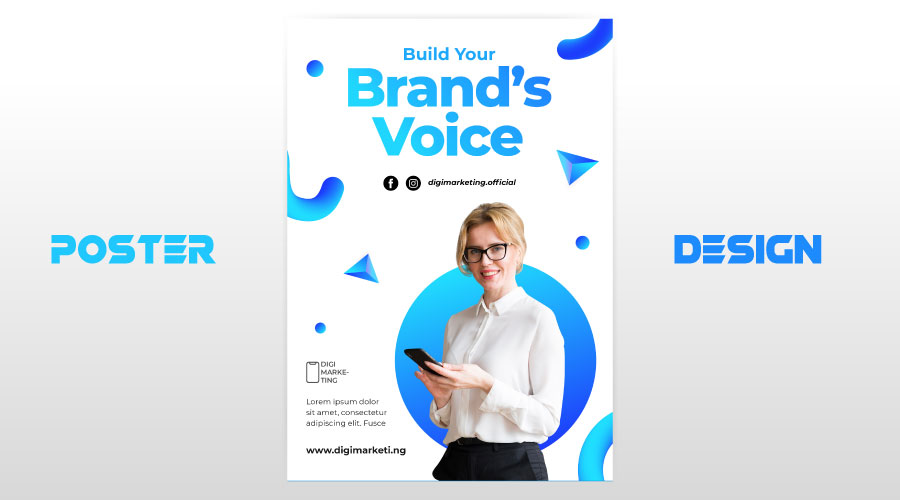 POSTER
Build Your
Brand's
Voice
digimarketing.official
DIGI
MARKE-
TING
Lorem ipsum dolor
sit amet, consectetur
adipiscing elit. Fusce
www.digimarketi.ng
DESIGN